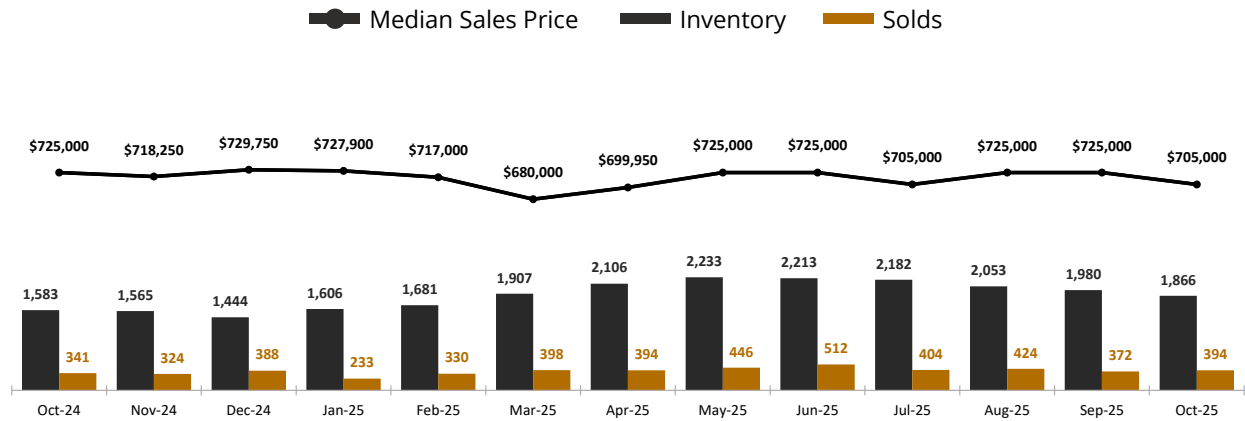 Median Sales Price Inventory Solds
$725,000 $718,250 $729,750 $727,900 $717,000 $680,000 $699,950 $725,000 $725,000 $705,000 $725,000 $725,000 $705,000
1,583 1,565 1,444 1,606 1,681 1,907 2,106 2,233 2,213 2,182 2,053 1,980 1,866
341 324 388 233 330 398 394 446 512 404 424 372 394
Oct-24 Nov-24 Dec-24 Jan-25 Feb-25 Mar-25 Apr-25 May-25 Jun-25 Jul-25 Aug-25 Sep-25 Oct-25